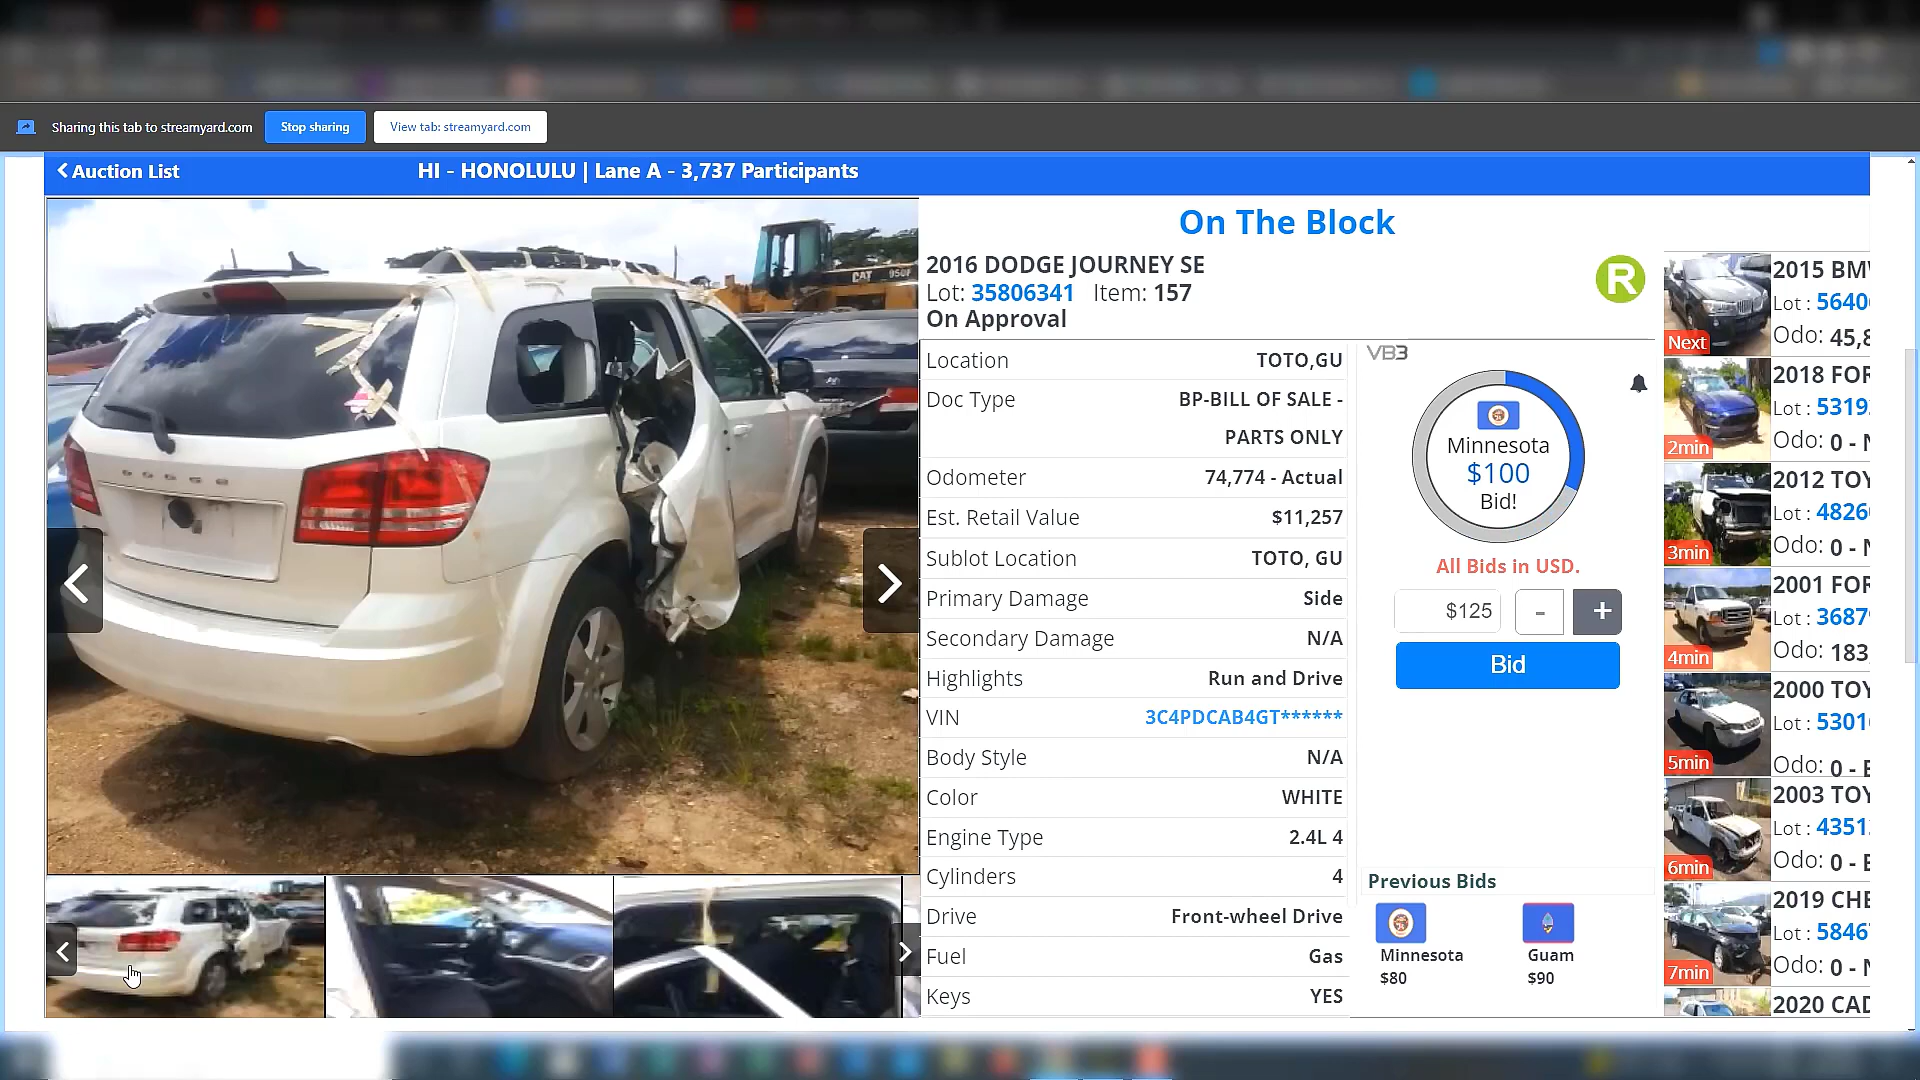 Sharing this tab to streamyard.com
Stop sharing
View tab: streamyard.com
Auction List
HI - HONOLULU | Lane A - 3,737 Participants
On The Block
2016 DODGE JOURNEY SE
Lot: 35806341 Item: 157
On Approval
R
Location TOTO,GU
Doc Type BP-BILL OF SALE -
PARTS ONLY
Odometer 74,774 - Actual
Est. Retail Value $11,257
Sublot Location TOTO, GU
Primary Damage Side
Secondary Damage N/A
Highlights Run and Drive
VIN 3C4PDCAB4GT******
Body Style N/A
Color WHITE
Engine Type 2.4L 4
Cylinders 4
Drive Front-wheel Drive
Fuel Gas
Keys YES
VB3
Minnesota
$100
Bid!
All Bids in USD.
$125
-
+
Bid
Previous Bids
Minnesota
$80
Guam
$90
2015 BMW
Lot : 5640
Odo: 45,8
Next
2018 FOR
Lot : 5319
Odo: 0 - N
2min
2012 TOY
Lot : 4826
Odo: 0 - N
3min
2001 FOR
Lot : 3687
Odo: 183,
4min
2000 TOY
Lot : 5301
Odo: 0 - E
5min
2003 TOY
Lot : 4351
Odo: 0 - E
6min
2019 CHE
Lot : 5846
Odo: 0 - N
7min
2020 CAD
CAT 950F
DODGE